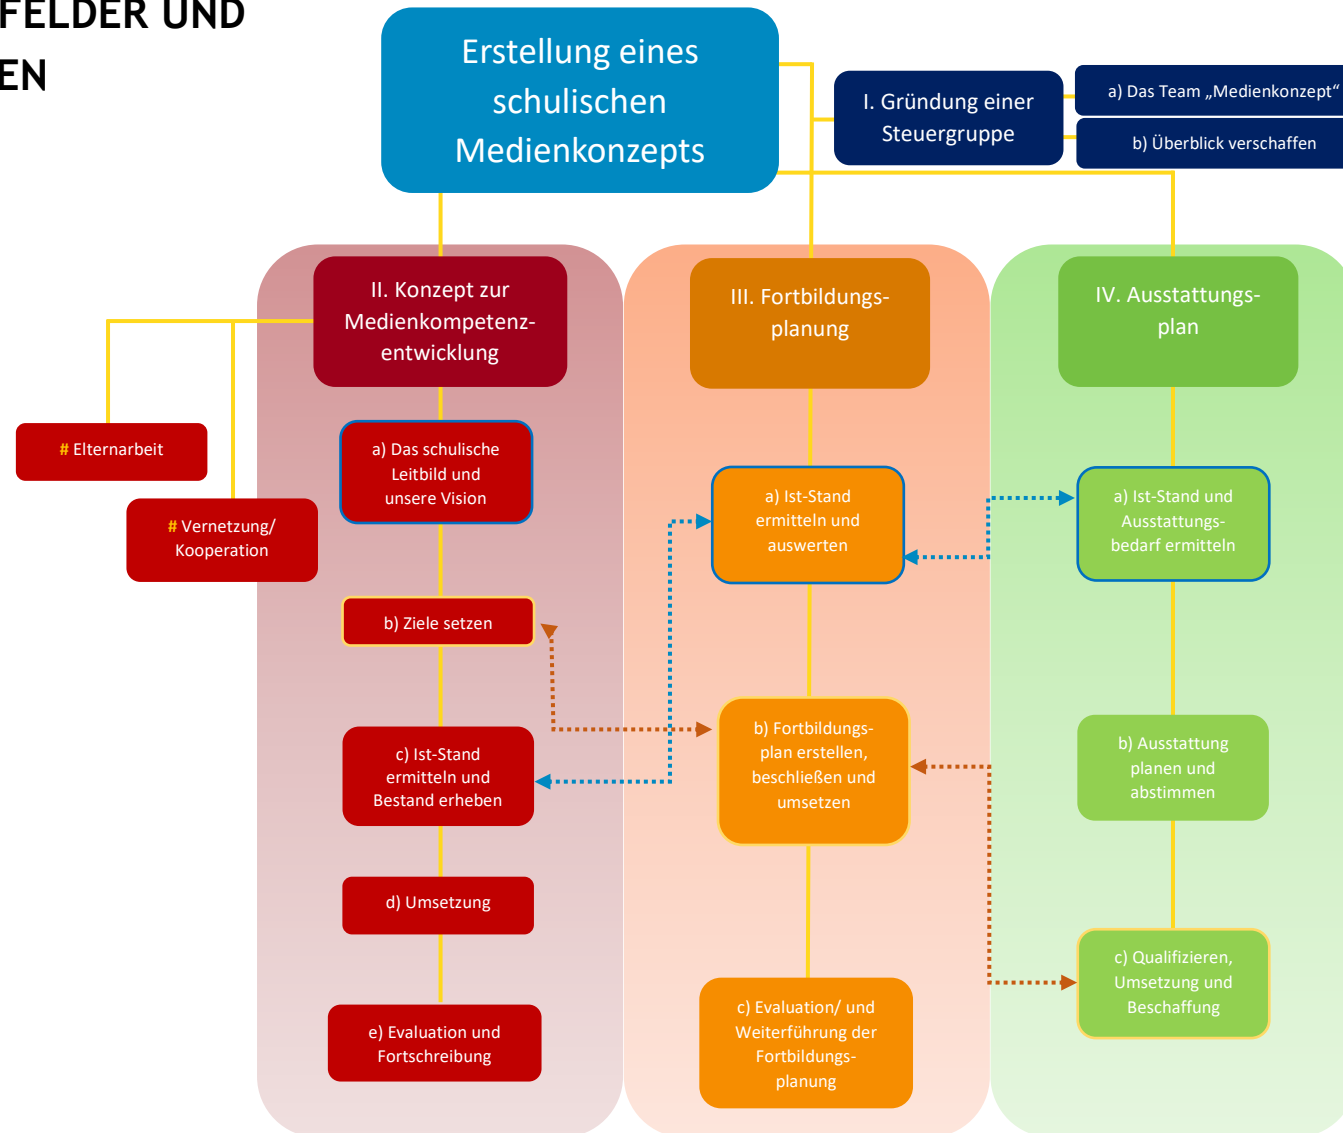 FELDER UND
EN
Erstellung eines
schulischen
Medienkonzepts
I. Gründung einer
Steuergruppe
a) Das Team „Medienkonzept“
b) Überblick verschaffen
II. Konzept zur
Medienkompetenz-
entwicklung
# Elternarbeit
# Vernetzung/
Kooperation
a) Das schulische
Leitbild und
unsere Vision
b) Ziele setzen
c) Ist-Stand
ermitteln und
Bestand erheben
d) Umsetzung
e) Evaluation und
Fortschreibung
III. Fortbildungs-
planung
a) Ist-Stand
ermitteln und
auswerten
b) Fortbildungs-
plan erstellen,
beschließen und
umsetzen
c) Evaluation/ und
Weiterführung der
Fortbildungs-
planung
IV. Ausstattungs-
plan
a) Ist-Stand und
Ausstattungs-
bedarf ermitteln
b) Ausstattung
planen und
abstimmen
c) Qualifizieren,
Umsetzung und
Beschaffung